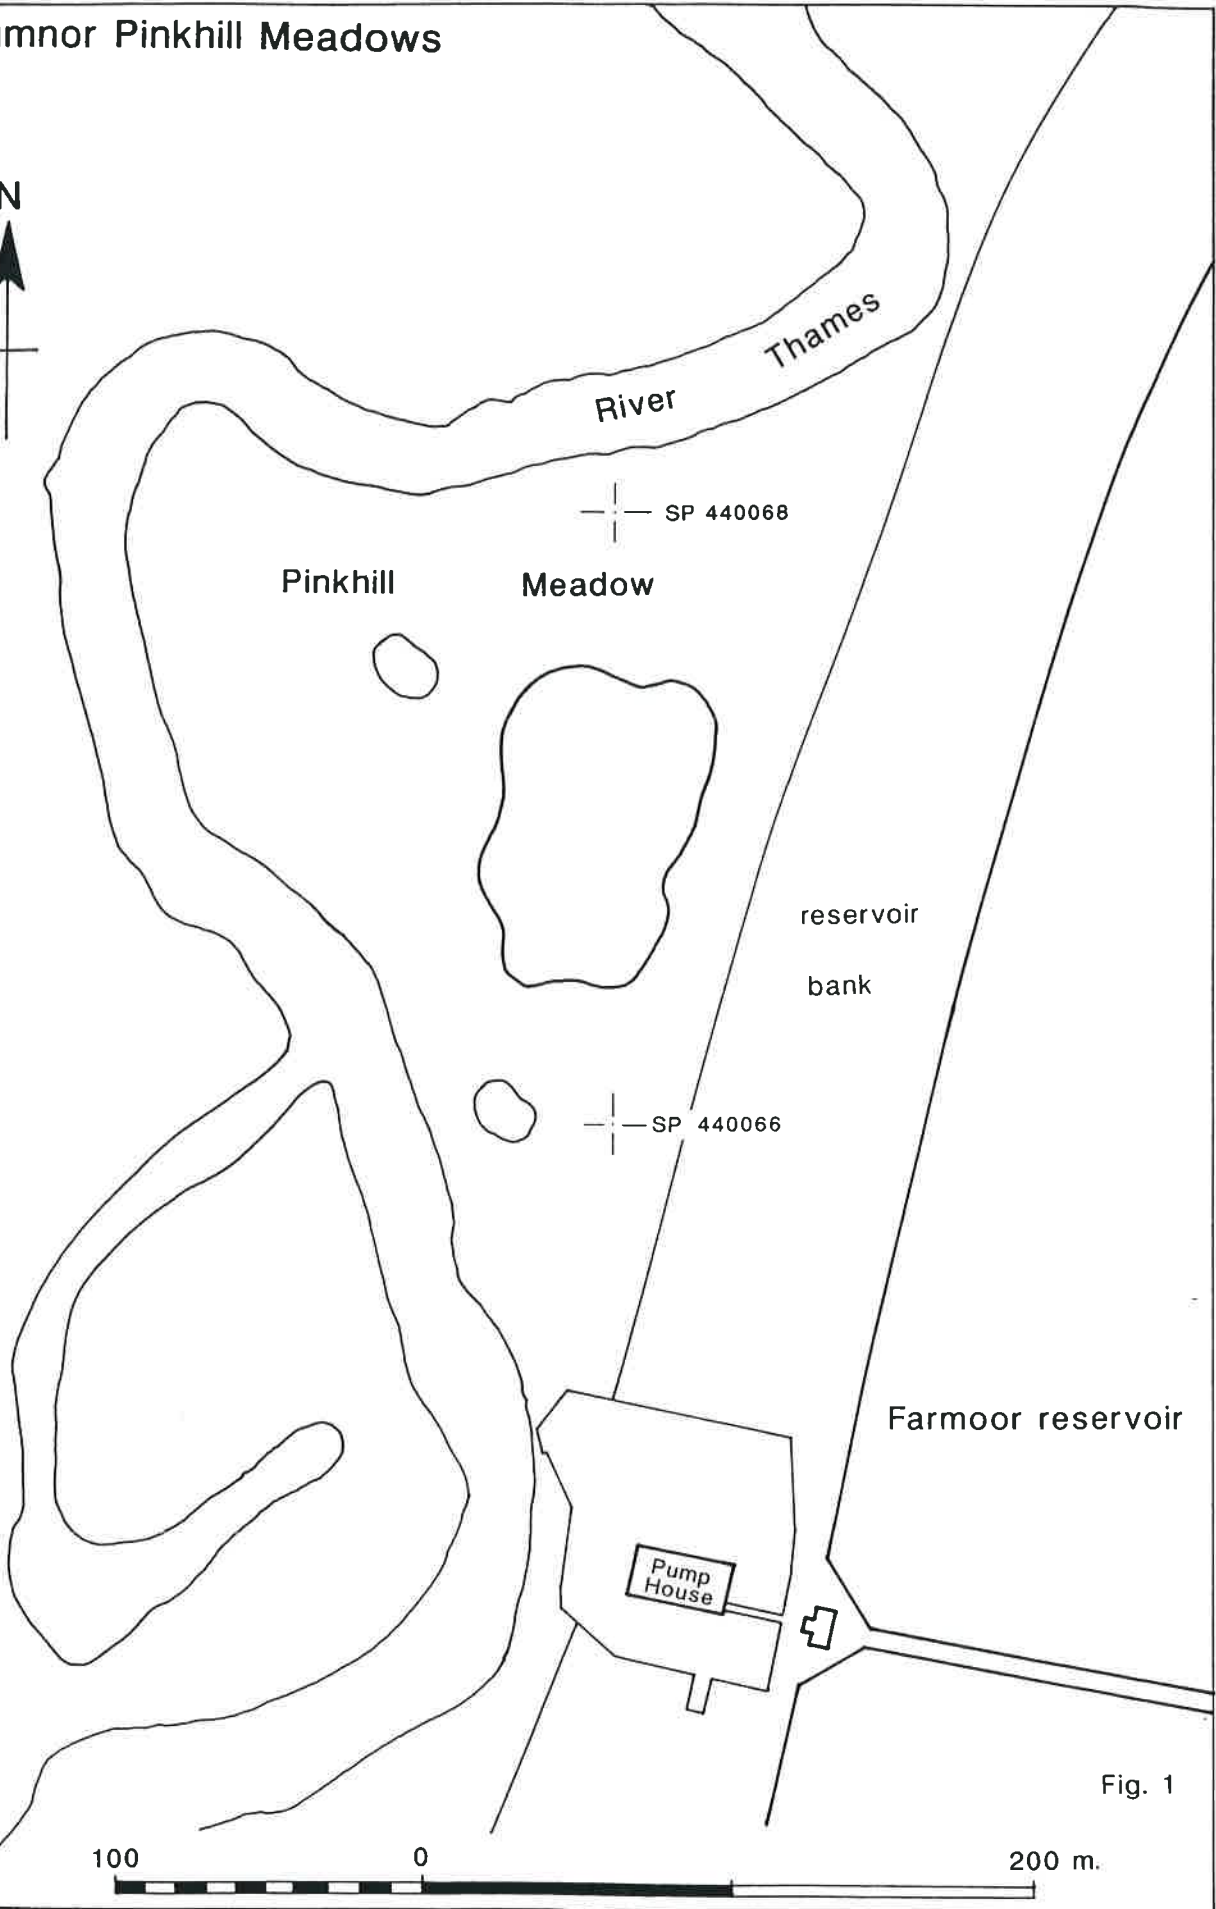 mnor Pinkhill Meadows
N
River Thames
SP 440068
Pinkhill Meadow
reservoir
bank
SP 440066
Farmoor reservoir
Pump
House
Fig. 1
100 0 200 m.